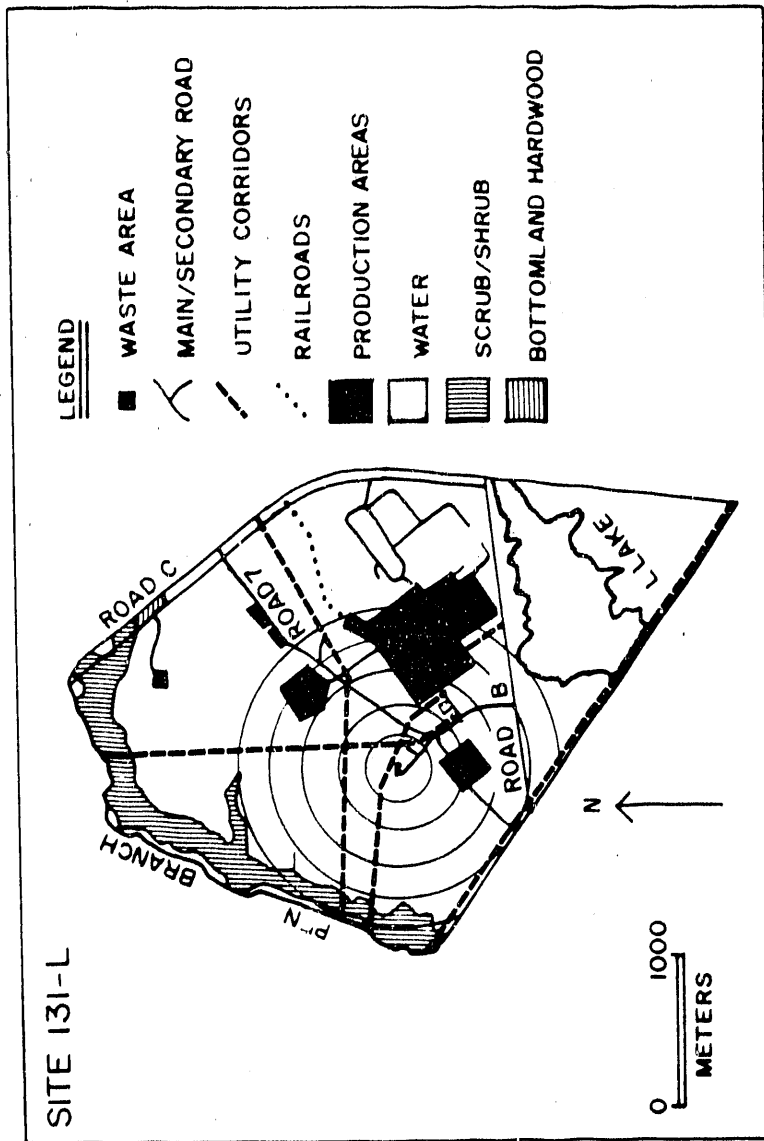 SITE 131-L
BRANCH
P N
ROAD C
ROAD 7
ROAD
B
L LAKE
N
0 1000
METERS
LEGEND
WASTE AREA
MAIN/SECONDARY ROAD
UTILITY CORRIDORS
RAILROADS
PRODUCTION AREAS
WATER
SCRUB/SHRUB
BOTTOMLAND HARDWOOD